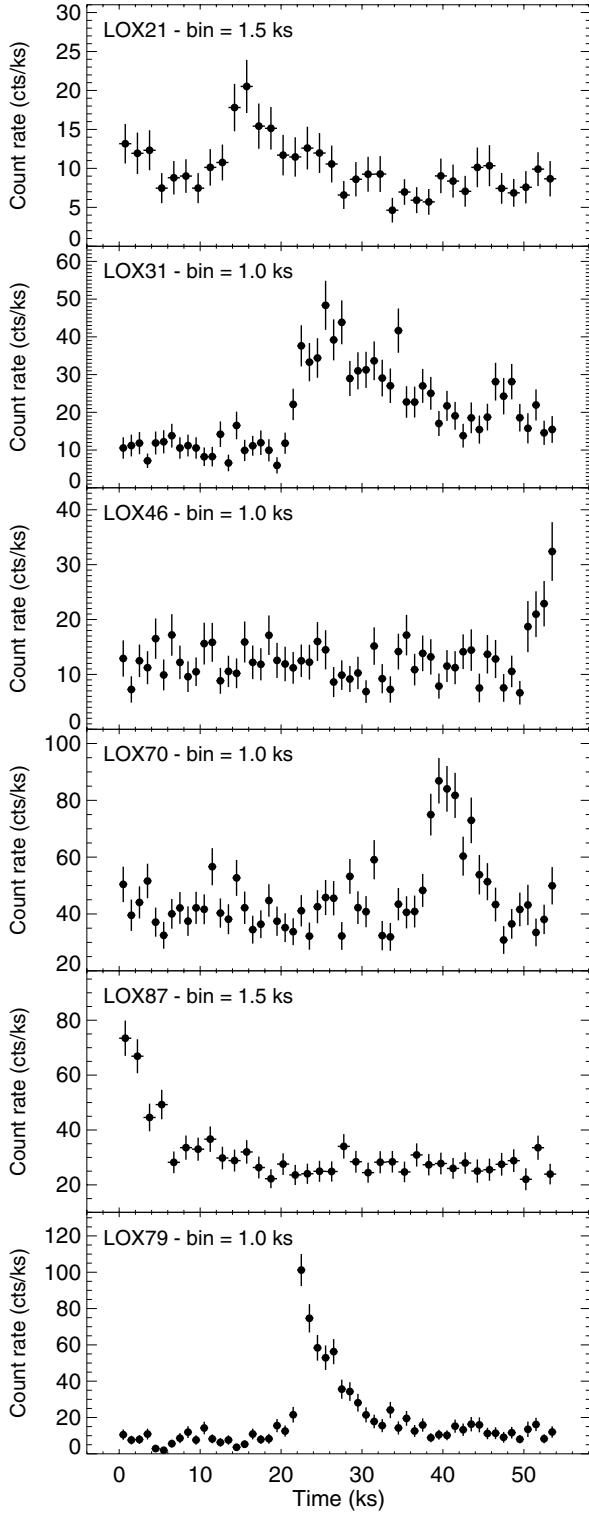 LOX21 - bin = 1.5 ks
Count rate (cts/ks)
30
25
20
15
10
5
0
LOX31 - bin = 1.0 ks
Count rate (cts/ks)
60
50
40
30
20
10
0
LOX46 - bin = 1.0 ks
Count rate (cts/ks)
40
30
20
10
0
LOX70 - bin = 1.0 ks
Count rate (cts/ks)
100
80
60
40
20
LOX87 - bin = 1.5 ks
Count rate (cts/ks)
80
60
40
20
LOX79 - bin = 1.0 ks
Count rate (cts/ks)
120
100
80
60
40
20
0
0 10 20 30 40 50
Time (ks)